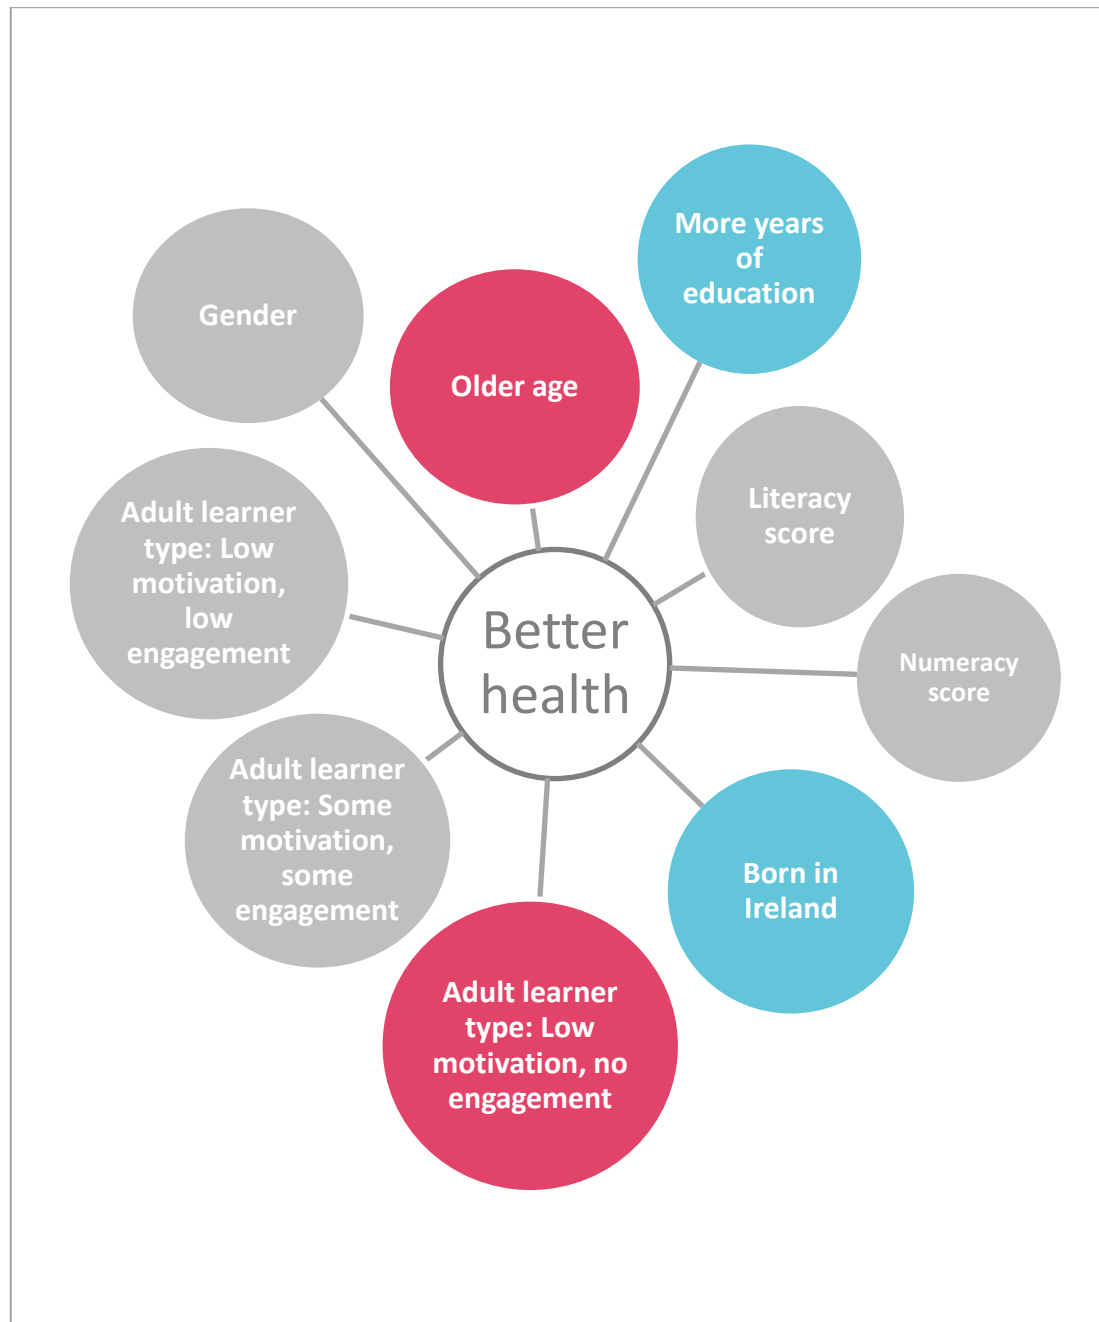 More years
of
education
Gender
Older age
Literacy
score
Adult learner
type: Low
motivation,
low
engagement
Better
health
Numeracy
score
Adult learner
type: Some
motivation,
some
engagement
Born in
Ireland
Adult learner
type: Low
motivation, no
engagement